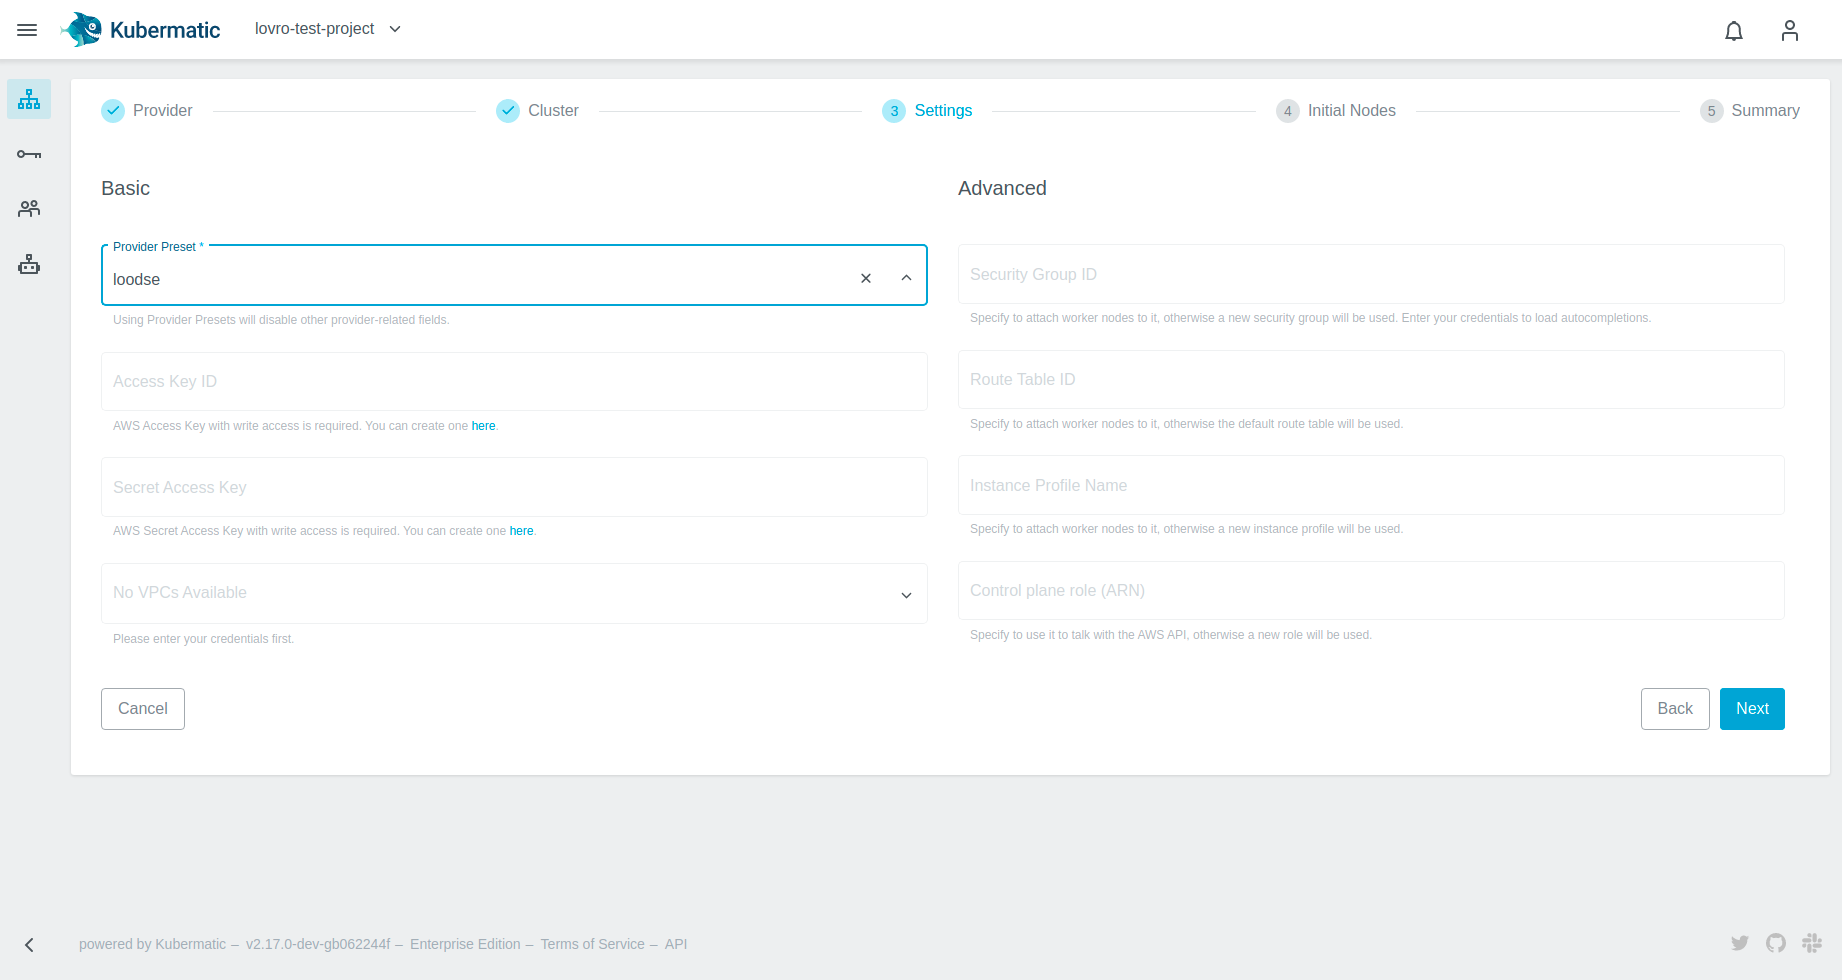 Kubermatic
lovro-test-project
Provider
Cluster
3 Settings
4 Initial Nodes
5 Summary
Basic
Provider Preset *
loodse
Using Provider Presets will disable other provider-related fields.
Access Key ID
AWS Access Key with write access is required. You can create one here.
Secret Access Key
AWS Secret Access Key with write access is required. You can create one here.
No VPCs Available
Please enter your credentials first.
Advanced
Security Group ID
Specify to attach worker nodes to it, otherwise a new security group will be used. Enter your credentials to load autocompletions.
Route Table ID
Specify to attach worker nodes to it, otherwise the default route table will be used.
Instance Profile Name
Specify to attach worker nodes to it, otherwise a new instance profile will be used.
Control plane role (ARN)
Specify to use it to talk with the AWS API, otherwise a new role will be used.
Cancel
Back
Next
powered by Kubermatic – v2.17.0-dev-gb062244f – Enterprise Edition – Terms of Service – API